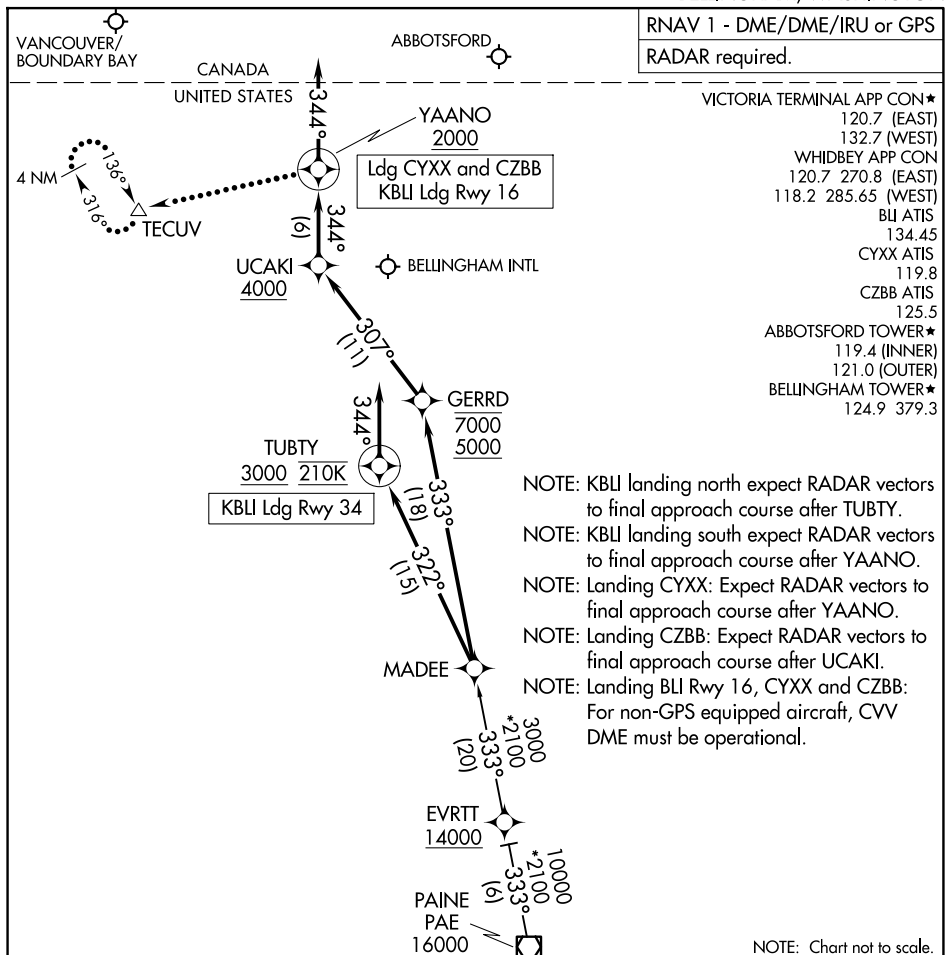 RNAV 1 - DME/DME/IRU or GPS
RADAR required.
VANCOUVER/
BOUNDARY BAY
ABBOTSFORD
CANADA
UNITED STATES
VICTORIA TERMINAL APP CON★
120.7 (EAST)
132.7 (WEST)
WHIDBEY APP CON
120.7 270.8 (EAST)
118.2 285.65 (WEST)
BLI ATIS
134.45
CYXX ATIS
119.8
CZBB ATIS
125.5
ABBOTSFORD TOWER★
119.4 (INNER)
121.0 (OUTER)
BELLINGHAM TOWER★
124.9 379.3
344°
YAANO
2000
Ldg CYXX and CZBB
KBLI Ldg Rwy 16
4 NM
136°
316°
TECUV
344°
(6)
UCAKI
4000
BELLINGHAM INTL
307°
(11)
GERRD
7000
5000
344°
TUBTY
3000 210K
KBLI Ldg Rwy 34
333°
(18)
322°
(15)
MADEE
NOTE: KBLI landing north expect RADAR vectors
to final approach course after TUBTY.
NOTE: KBLI landing south expect RADAR vectors
to final approach course after YAANO.
NOTE: Landing CYXX: Expect RADAR vectors to
final approach course after YAANO.
NOTE: Landing CZBB: Expect RADAR vectors to
final approach course after UCAKI.
NOTE: Landing BLI Rwy 16, CYXX and CZBB:
For non-GPS equipped aircraft, CVV
DME must be operational.
3000
*2100
333°
(20)
EVRTT
14000
10000
*2100
333°
(6)
PAINE
PAE
16000
NOTE: Chart not to scale.